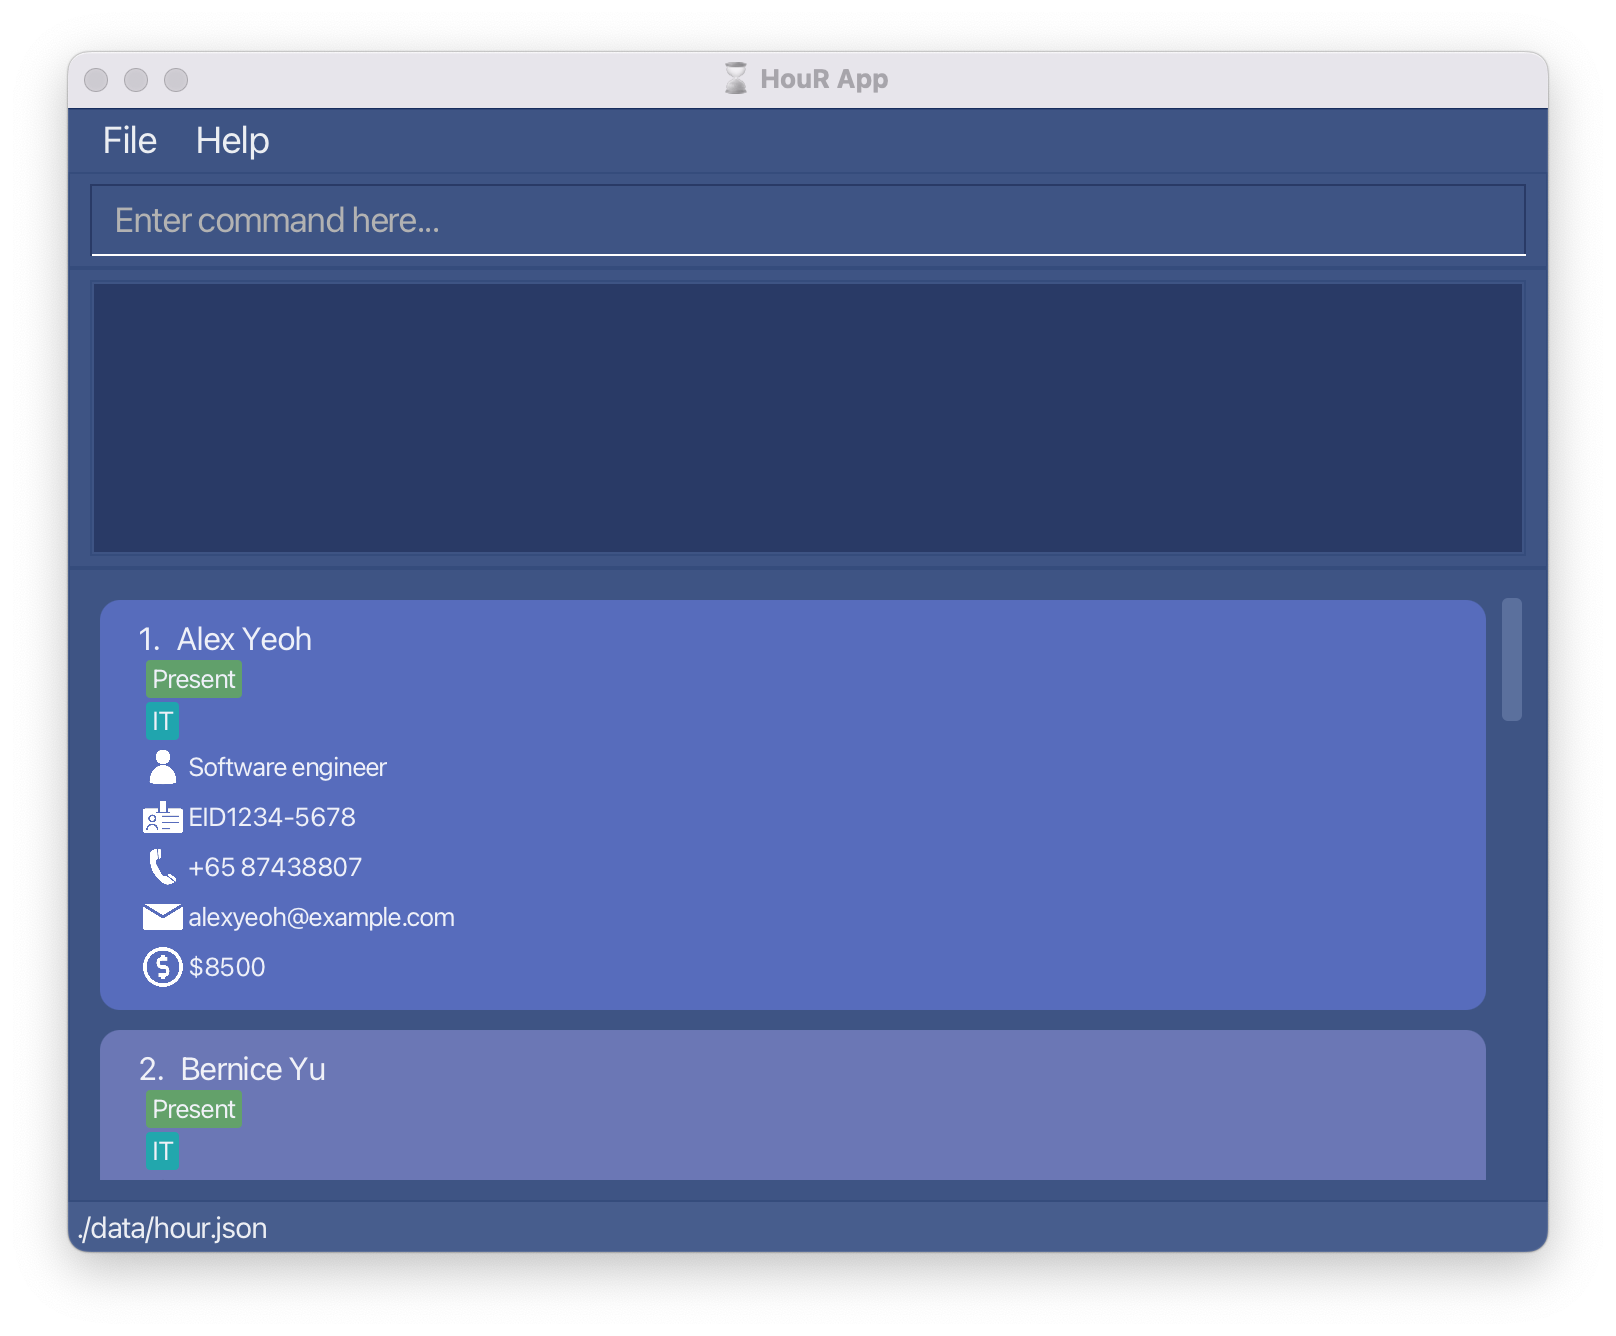 HouR App
File Help
Enter command here...
1. Alex Yeoh
Present
IT
Software engineer
EID1234-5678
+65 87438807
alexyeoh@example.com
$8500
2. Bernice Yu
Present
IT
./data/hour.json